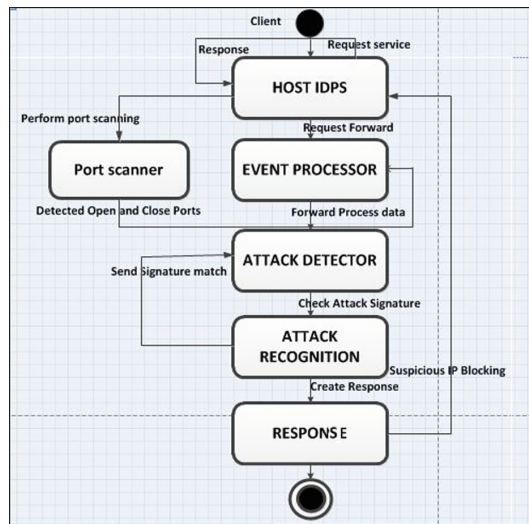 Client
Request service
Response
HOST IDPS
Perform port scanning
Request Forward
Port scanner
EVENT PROCESSOR
Detected Open and Close Ports
Forward Process data
ATTACK DETECTOR
Send Signature match
Check Attack Signature
ATTACK
RECOGNITION
Suspicious IP Blocking
Create Response
RESPONSE